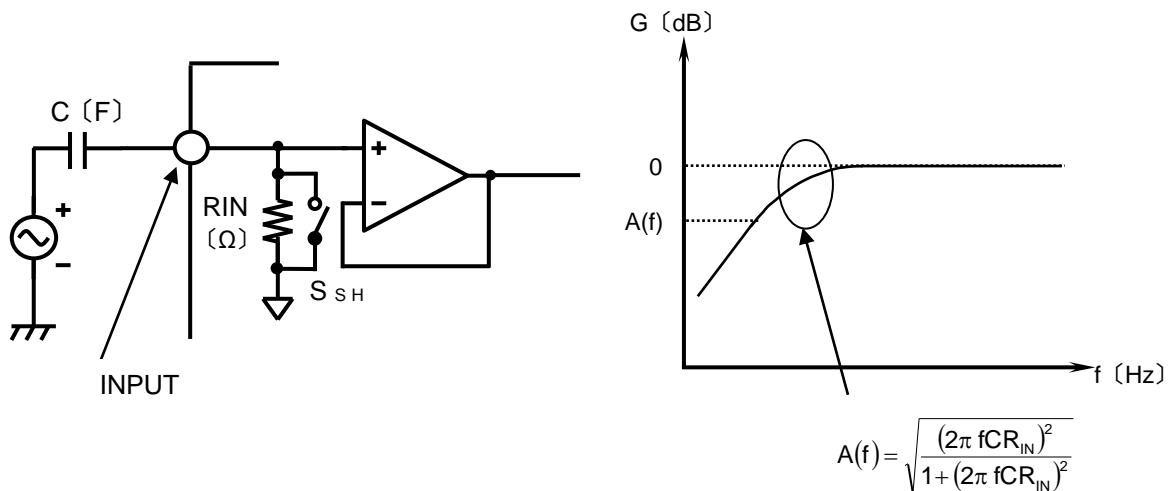 C〔F〕
+
−
INPUT
RIN
〔Ω〕
S SH
+
−
G〔dB〕
0
A(f)
f〔Hz〕
A(f) = √((2π fCR_IN)² / (1 + (2π fCR_IN)²))